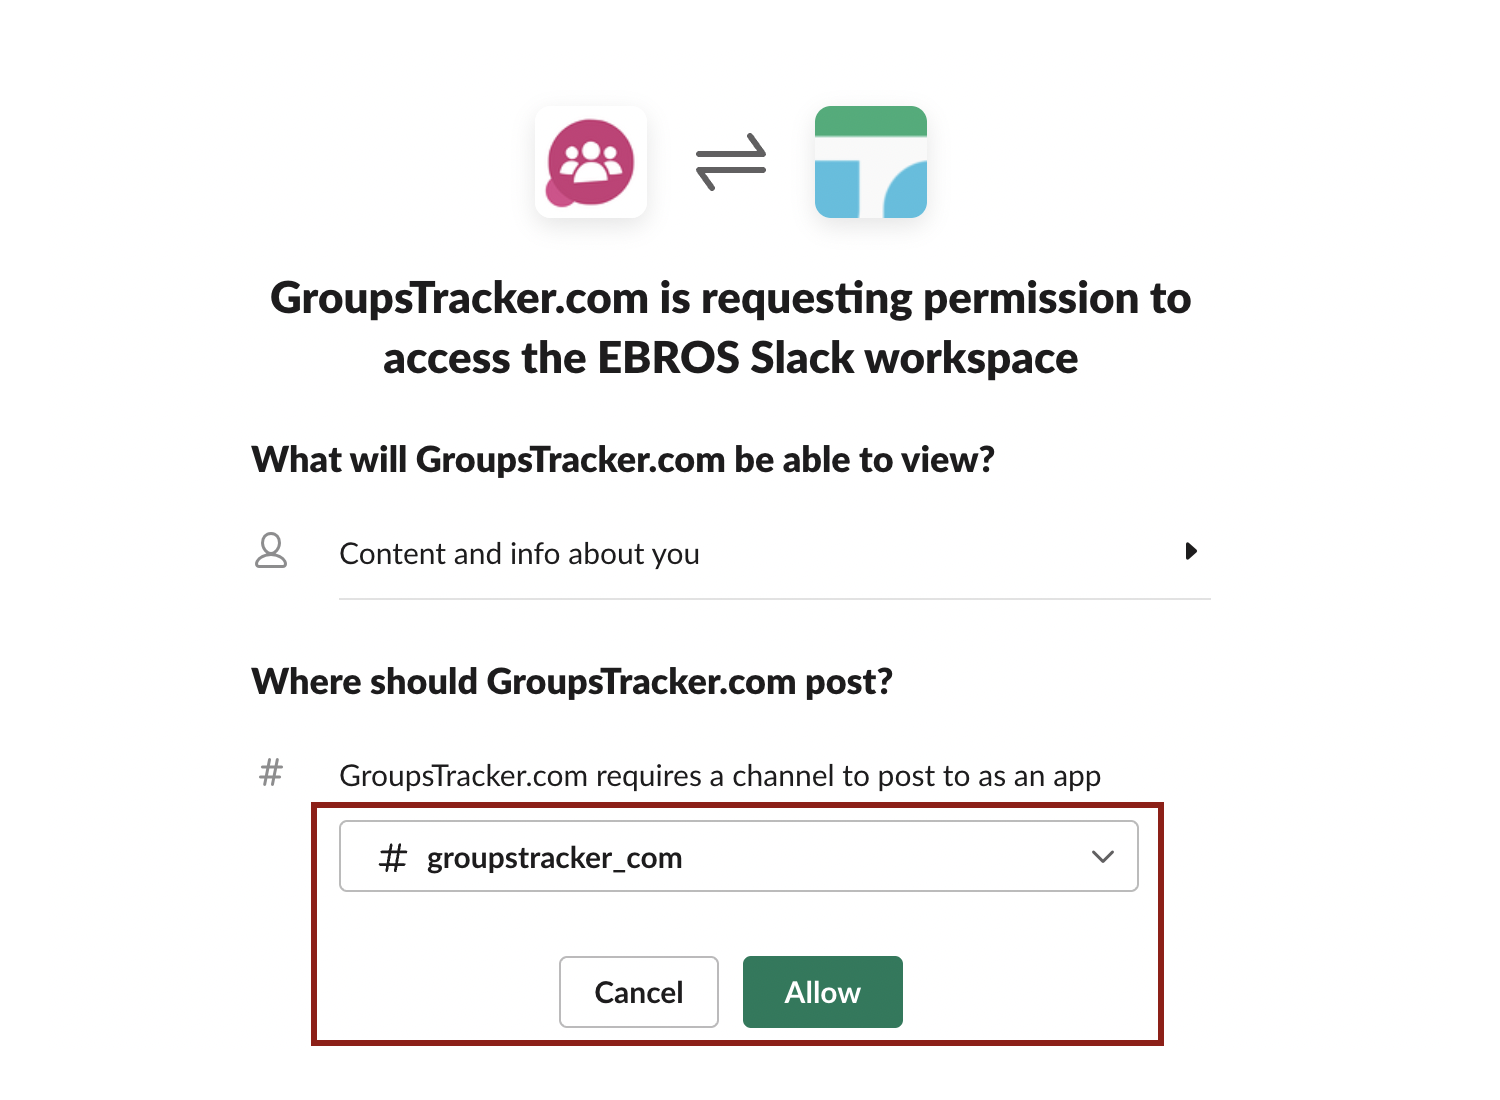 GroupsTracker.com is requesting permission to
access the EBROS Slack workspace
What will GroupsTracker.com be able to view?
Content and info about you
Where should GroupsTracker.com post?
# GroupsTracker.com requires a channel to post to as an app
# groupstracker_com
Cancel Allow